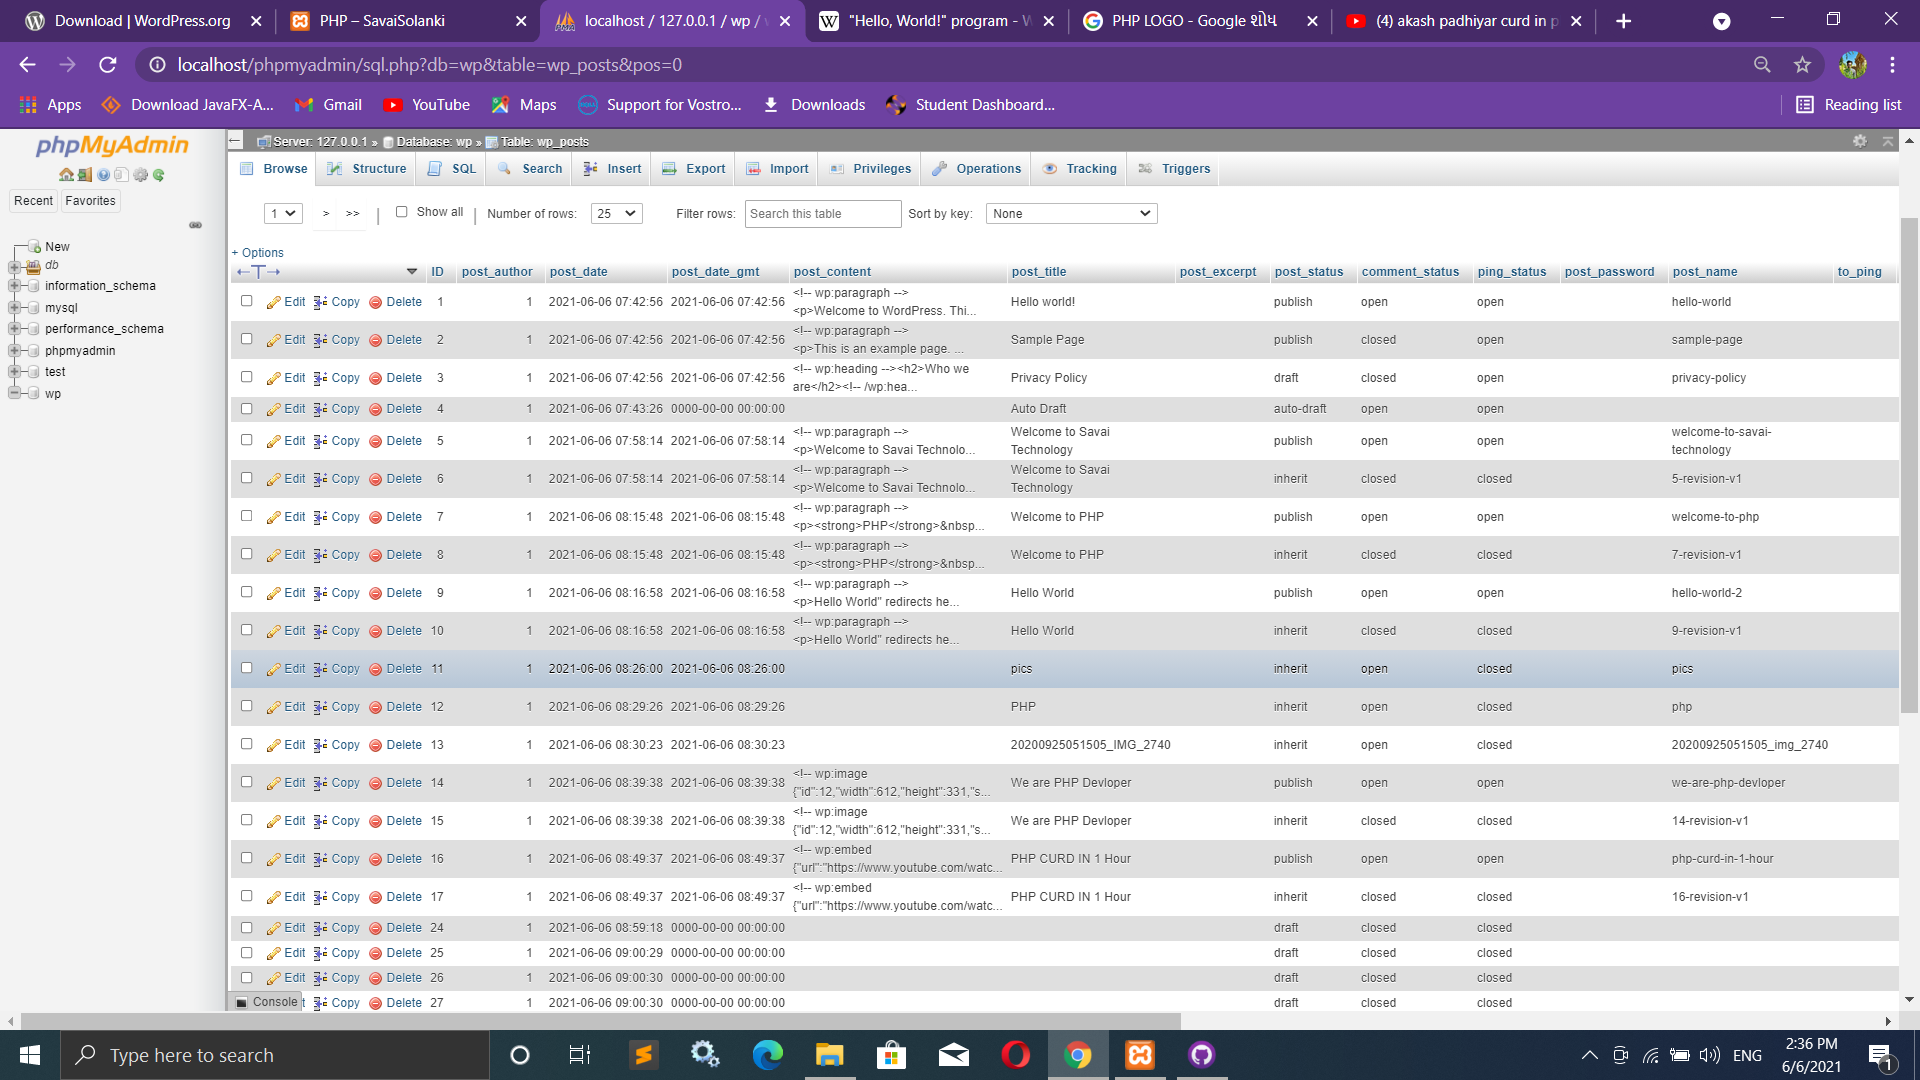 Download | WordPress.org
PHP – SavaiSolanki
localhost / 127.0.0.1 / wp / w
"Hello, World!" program - W
PHP LOGO - Google શોધ
(4) akash padhiyar curd in p
localhost/phpmyadmin/sql.php?db=wp&table=wp_posts&pos=0
Apps
Download JavaFX-A...
Gmail
YouTube
Maps
Support for Vostro...
Downloads
Student Dashboard...
Reading list
phpMyAdmin
Recent
Favorites
New
db
information_schema
mysql
performance_schema
phpmyadmin
test
wp
Server: 127.0.0.1 » Database: wp » Table: wp_posts
Browse Structure SQL Search Insert Export Import Privileges Operations Tracking Triggers
1 > >> | Show all | Number of rows: 25 Filter rows: Search this table Sort by key: None
+ Options
←T→ ID post_author post_date post_date_gmt post_content post_title post_excerpt post_status comment_status ping_status post_password post_name to_ping
Edit Copy Delete 1 1 2021-06-06 07:42:56 2021-06-06 07:42:56 <!-- wp:paragraph --> Hello world! publish open open hello-world
<p>Welcome to WordPress. Thi...
Edit Copy Delete 2 1 2021-06-06 07:42:56 2021-06-06 07:42:56 <!-- wp:paragraph --> Sample Page publish closed open sample-page
<p>This is an example page. ...
Edit Copy Delete 3 1 2021-06-06 07:42:56 2021-06-06 07:42:56 <!-- wp:heading --><h2>Who we Privacy Policy draft closed open privacy-policy
are</h2><!-- /wp:hea...
Edit Copy Delete 4 1 2021-06-06 07:43:26 0000-00-00 00:00:00 Auto Draft auto-draft open open
Edit Copy Delete 5 1 2021-06-06 07:58:14 2021-06-06 07:58:14 <!-- wp:paragraph --> Welcome to Savai publish open open welcome-to-savai-
<p>Welcome to Savai Technolo... Technology technology
Edit Copy Delete 6 1 2021-06-06 07:58:14 2021-06-06 07:58:14 <!-- wp:paragraph --> Welcome to Savai inherit closed closed 5-revision-v1
<p>Welcome to Savai Technolo... Technology
Edit Copy Delete 7 1 2021-06-06 08:15:48 2021-06-06 08:15:48 <!-- wp:paragraph --> Welcome to PHP publish open open welcome-to-php
<p><strong>PHP</strong>&nbsp...
Edit Copy Delete 8 1 2021-06-06 08:15:48 2021-06-06 08:15:48 <!-- wp:paragraph --> Welcome to PHP inherit closed closed 7-revision-v1
<p><strong>PHP</strong>&nbsp...
Edit Copy Delete 9 1 2021-06-06 08:16:58 2021-06-06 08:16:58 <!-- wp:paragraph --> Hello World publish open open hello-world-2
<p>Hello World" redirects he...
Edit Copy Delete 10 1 2021-06-06 08:16:58 2021-06-06 08:16:58 <!-- wp:paragraph --> Hello World inherit closed closed 9-revision-v1
<p>Hello World" redirects he...
Edit Copy Delete 11 1 2021-06-06 08:26:00 2021-06-06 08:26:00 pics inherit open closed pics
Edit Copy Delete 12 1 2021-06-06 08:29:26 2021-06-06 08:29:26 PHP inherit open closed php
Edit Copy Delete 13 1 2021-06-06 08:30:23 2021-06-06 08:30:23 20200925051505_IMG_2740 inherit open closed 20200925051505_img_2740
Edit Copy Delete 14 1 2021-06-06 08:39:38 2021-06-06 08:39:38 <!-- wp:image We are PHP Devloper publish open open we-are-php-devloper
{"id":12,"width":612,"height":331,"s...
Edit Copy Delete 15 1 2021-06-06 08:39:38 2021-06-06 08:39:38 <!-- wp:image We are PHP Devloper inherit closed closed 14-revision-v1
{"id":12,"width":612,"height":331,"s...
Edit Copy Delete 16 1 2021-06-06 08:49:37 2021-06-06 08:49:37 <!-- wp:embed PHP CURD IN 1 Hour publish open open php-curd-in-1-hour
{"url":"https://www.youtube.com/watc...
Edit Copy Delete 17 1 2021-06-06 08:49:37 2021-06-06 08:49:37 <!-- wp:embed PHP CURD IN 1 Hour inherit closed closed 16-revision-v1
{"url":"https://www.youtube.com/watc...
Edit Copy Delete 24 1 2021-06-06 08:59:18 0000-00-00 00:00:00 draft closed closed
Edit Copy Delete 25 1 2021-06-06 09:00:29 0000-00-00 00:00:00 draft closed closed
Edit Copy Delete 26 1 2021-06-06 09:00:30 0000-00-00 00:00:00 draft closed closed
Console Copy Delete 27 1 2021-06-06 09:00:30 0000-00-00 00:00:00 draft closed closed
Type here to search
ENG
2:36 PM
6/6/2021
1